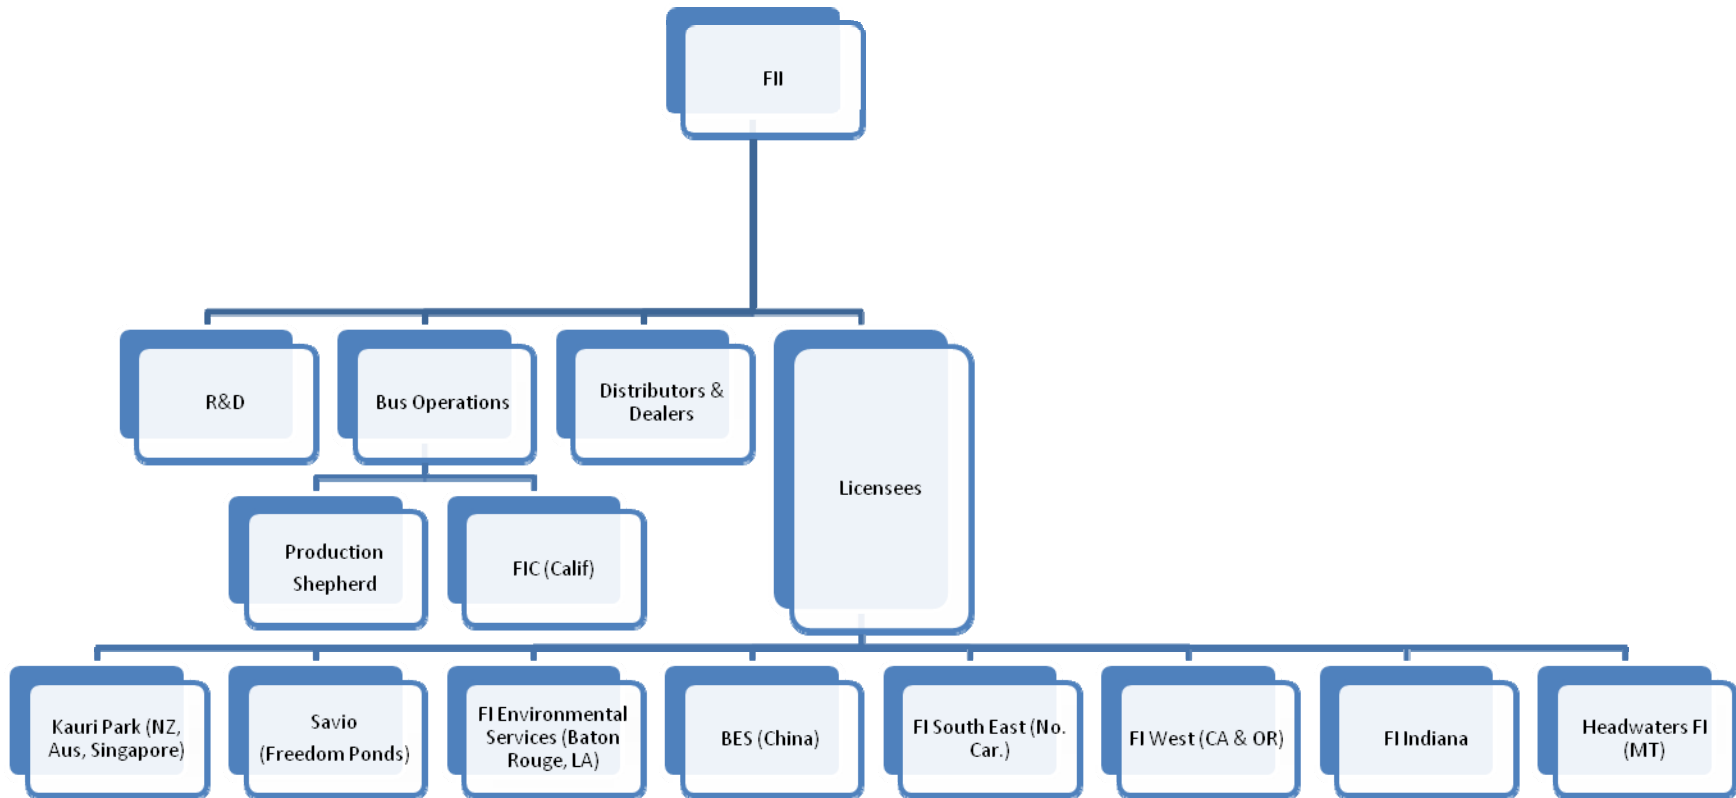 FII
R&D
Bus Operations
Distributors &
Dealers
Licensees
Production
Shepherd
FIC (Calif)
Kauri Park (NZ,
Aus, Singapore)
Savio
(Freedom Ponds)
FI Environmental
Services (Baton
Rouge, LA)
BES (China)
FI South East (No.
Car.)
FI West (CA & OR)
FI Indiana
Headwaters FI
(MT)